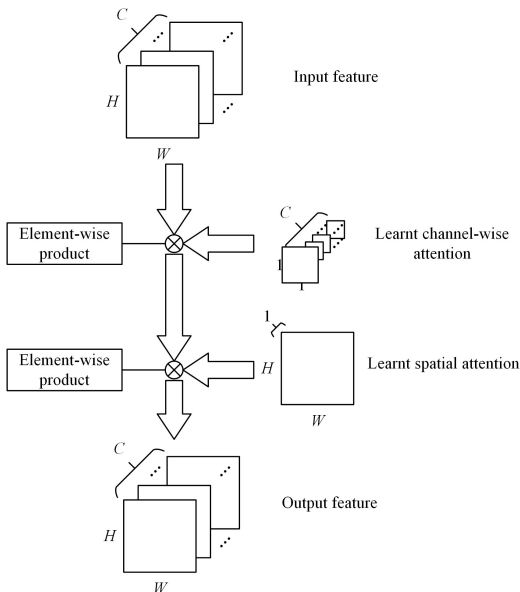 C
H
Input feature
W
Element-wise
product
C
1
1
Learnt channel-wise
attention
1
Element-wise
product
H
Learnt spatial attention
W
C
H
Output feature
W